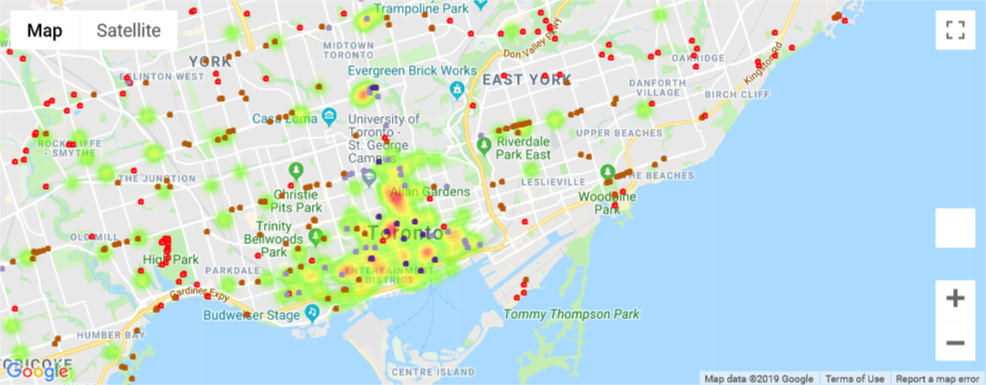 Trampoline Park
Map
Satellite
MIDTOWN
TORONTO
Don Valley Pkwy
YORK
OAKRIDGE
Kingston Rd
EGLINTON WEST
Evergreen Brick Works
EAST YORK
DANFORTH
VILLAGE
BIRCH CLIFF
Casa Loma
University of
Toronto -
St. George
Campus
UPPER BEACHES
Riverdale
Park East
ROCKCLIFFE
- SMYTHE
THE JUNCTION
LESLIEVILLE
THE BEACHES
Christie
Pits Park
Allan Gardens
Woodbine
Park
Trinity
Bellwoods
Park
Toronto
OLD MILL
High Park
PARKDALE
ENTERTAINMENT
DISTRICT
Gardiner Expy
Budweiser Stage
Tommy Thompson Park
HUMBER BAY
CENTRE ISLAND
Google
Map data ©2019 Google
Terms of Use
Report a map error